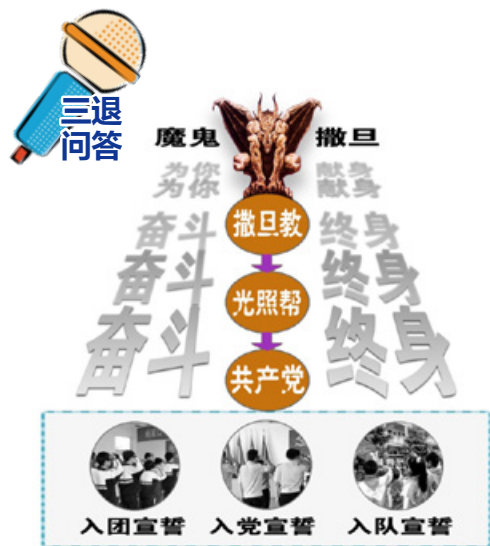 三退
问答
魔鬼 撒旦
为你 献身
为你 献身
奋斗 撒旦教 终身
奋斗 光照帮 终身
奋斗 共产党 终身
入团宣誓 入党宣誓 入队宣誓